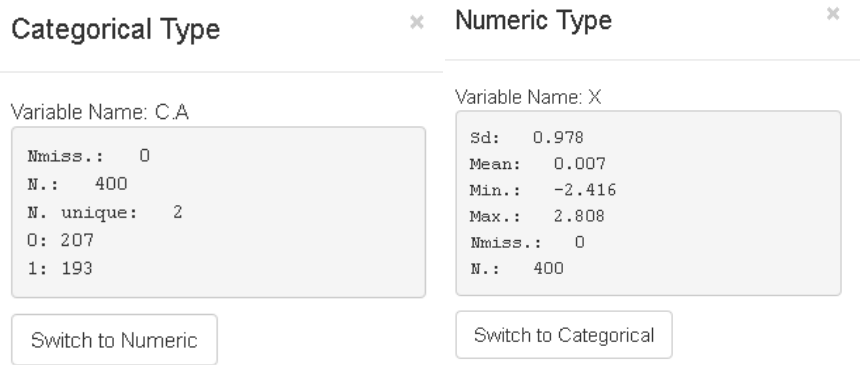 Categorical Type
×
Variable Name: C.A
Nmiss.: 0
N.: 400
N. unique: 2
0: 207
1: 193
Switch to Numeric
Numeric Type
×
Variable Name: X
Sd: 0.978
Mean: 0.007
Min.: -2.416
Max.: 2.808
Nmiss.: 0
N.: 400
Switch to Categorical